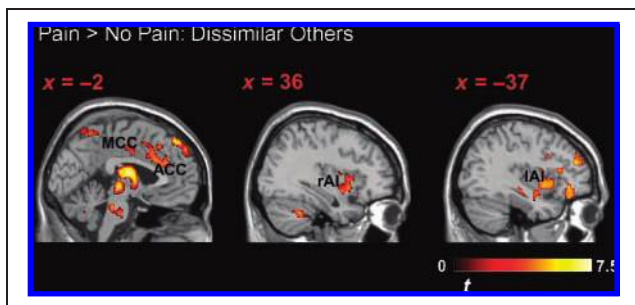 Pain > No Pain: Dissimilar Others
x = –2
x = 36
x = –37
MCC
ACC
rAI
lAI
0
7.5
t